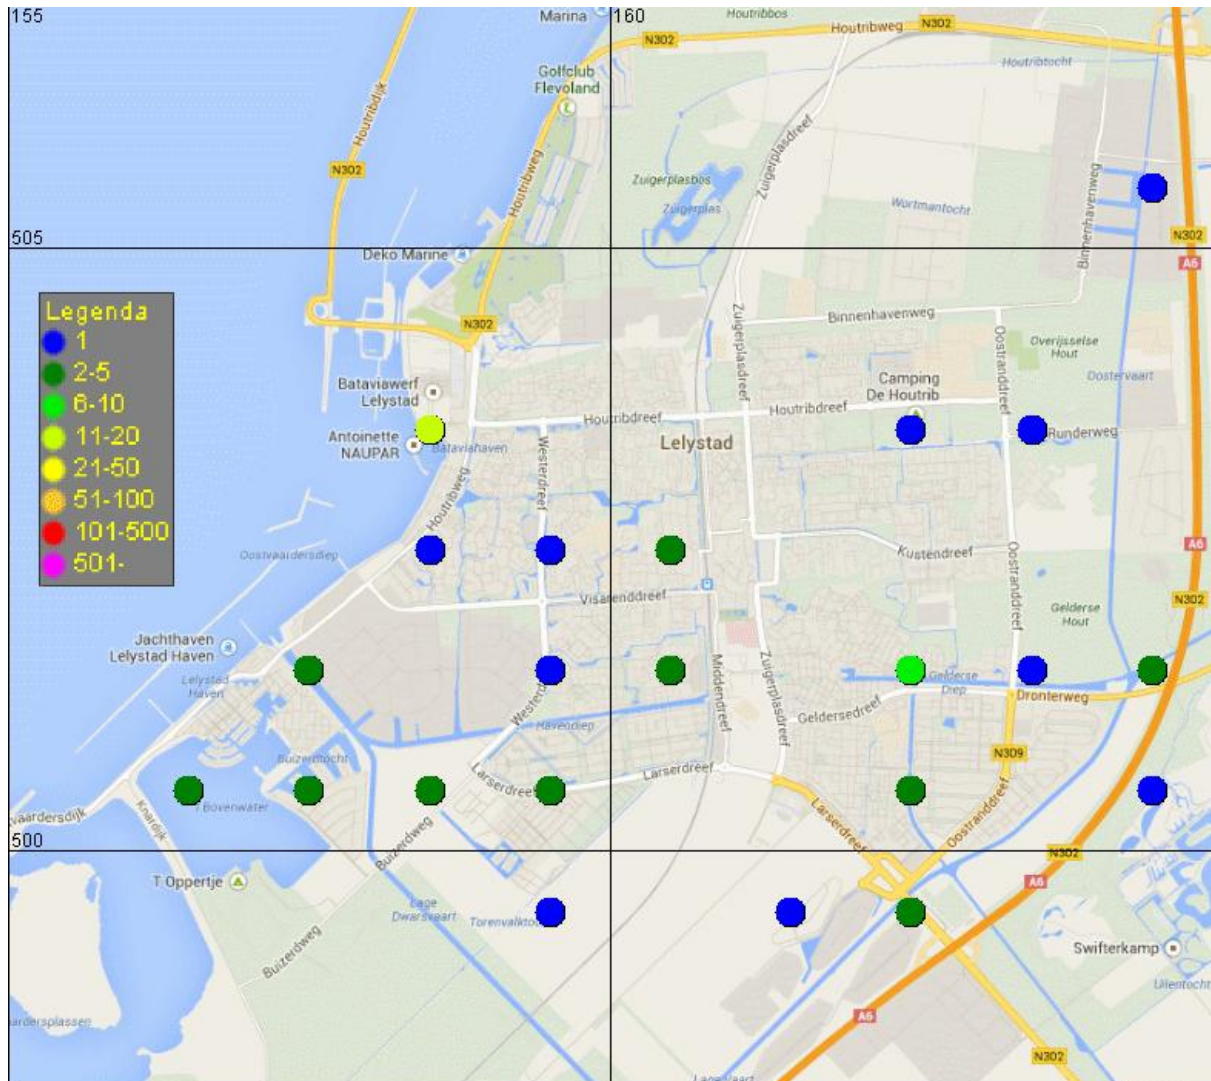 155
160
Marina
Houtribbos
Houtribweg
N302
N302
Houtribtocht
Golfclub
Flevoland
Houtribdijk
Zuigerplasdreef
N302
Houtribweg
Zuigerplasbos
Zuigerplas
Wortmantocht
Binnenhavenweg
505
N302
Deko Marine
A6
Legenda
1
2-5
6-10
11-20
21-50
51-100
101-500
501-
N302
Zuigerplasdreef
Binnenhavenweg
Oostranddreef
Overijsselse
Hout
Oostervaart
Bataviawerf
Lelystad
Camping
De Houtrib
Houtribdreef
Houtribdreef
Antoinette
NAUPAR
Bataviahaven
Westerdreef
Lelystad
Runderweg
Houtribweg
Oostvaardersdiep
Kustendreef
Oostranddreef
A6
Visarenddreef
N302
Gelderse
Hout
Jachthaven
Lelystad Haven
Lelystad
Haven
Middendreef
Zuigerplasdreef
Gelderse
Diep
Dronterweg
Geldersedreef
Havendiep
Buizerdtocht
N309
Larserdreef
Larserdreef
Bovenwater
Knardijk
Larserdreef
Oostranddreef
500
Buizerdweg
N302
T Oppertje
A6
Lage
Dwarsvaart
Buizerdweg
Swifterkamp
Uilentocht
A6
N302
Lage Vaart